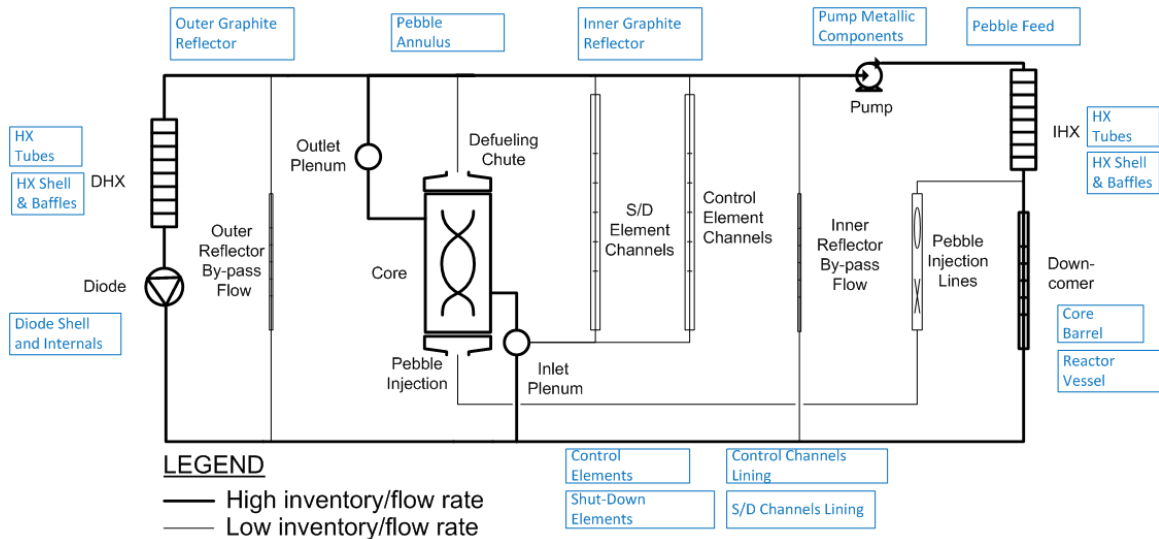 Outer Graphite
Reflector
Pebble
Annulus
Inner Graphite
Reflector
Pump Metallic
Components
Pebble Feed
Pump
HX
Tubes
HX Shell
& Baffles
DHX
Outlet
Plenum
Defueling
Chute
IHX
HX
Tubes
HX Shell
& Baffles
S/D
Element
Channels
Control
Element
Channels
Outer
Reflector
By-pass
Flow
Core
Inner
Reflector
By-pass
Flow
Pebble
Injection
Lines
Down-
comer
Diode
Diode Shell
and Internals
Core
Barrel
Reactor
Vessel
Pebble
Injection
Inlet
Plenum
LEGEND
High inventory/flow rate
Low inventory/flow rate
Control
Elements
Shut-Down
Elements
Control Channels
Lining
S/D Channels Lining